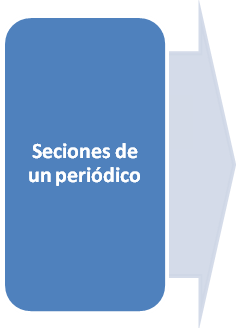 Seciones de
un periódico